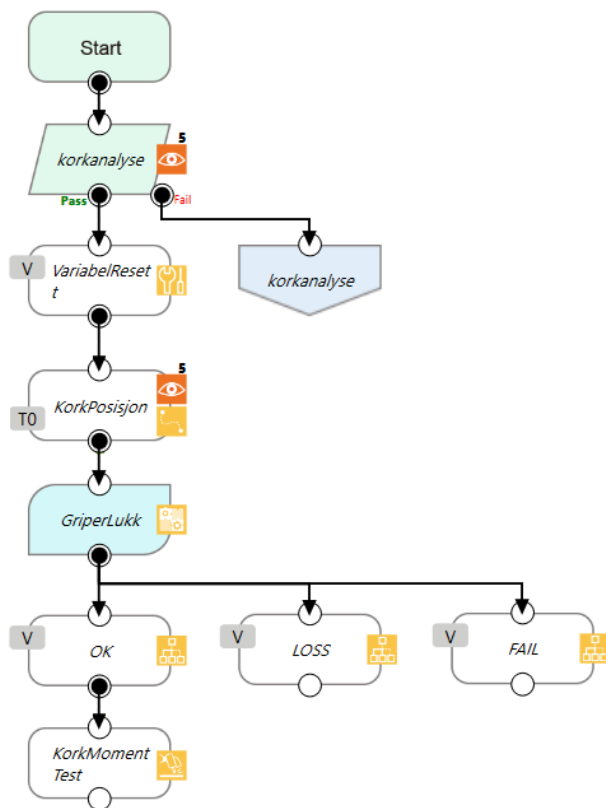 Start
5
korkanalyse
Pass
Fail
V
VariabelReset
t
korkanalyse
5
KorkPosisjon
T0
GriperLukk
V
OK
V
LOSS
V
FAIL
KorkMoment
Test